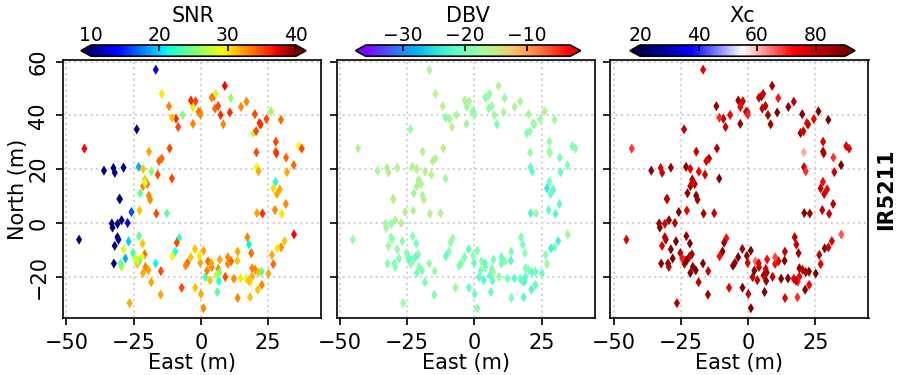 SNR DBV Xc
10 20 30 40 −30 −20 −10 20 40 60 80
60
40
20
0
−20
North (m)
IR5211
−50 −25 0 25 −50 −25 0 25 −50 −25 0 25
East (m) East (m) East (m)